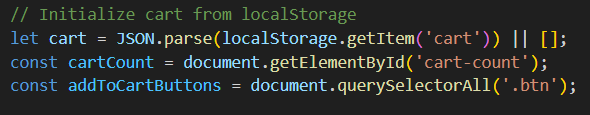 // Initialize cart from localStorage
let cart = JSON.parse(localStorage.getItem('cart')) || [];
const cartCount = document.getElementById('cart-count');
const addToCartButtons = document.querySelectorAll('.btn');